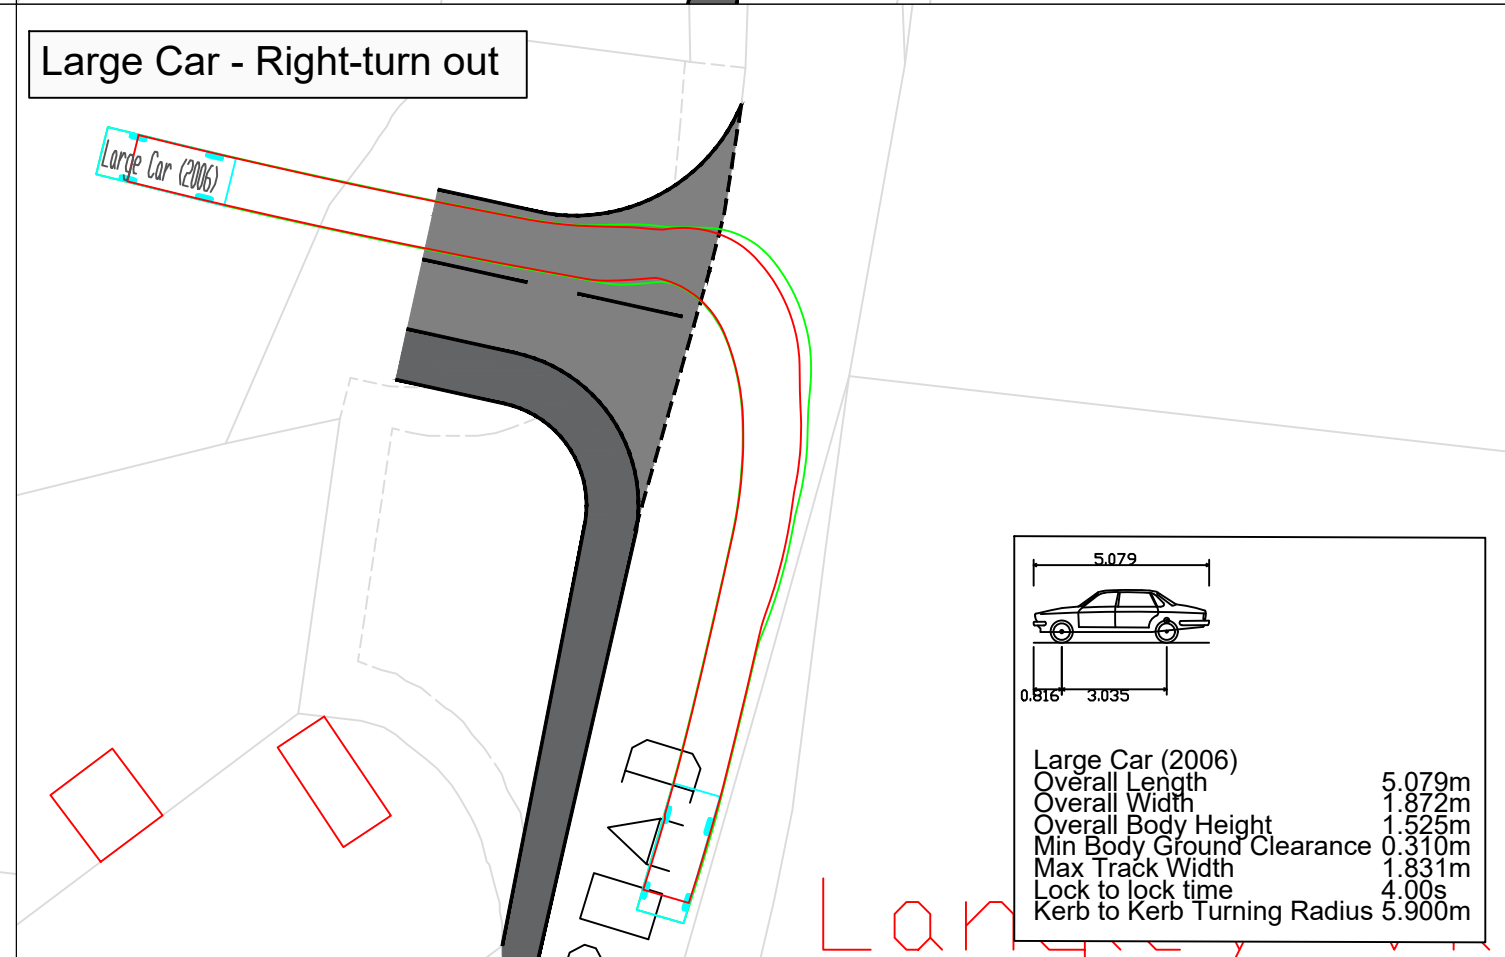 Large Car - Right-turn out
Large Car (2006)
5.079
0.816
3.035
Large Car (2006)
Overall Length 5.079m
Overall Width 1.872m
Overall Body Height 1.525m
Min Body Ground Clearance 0.310m
Max Track Width 1.831m
Lock to lock time 4.00s
Kerb to Kerb Turning Radius 5.900m